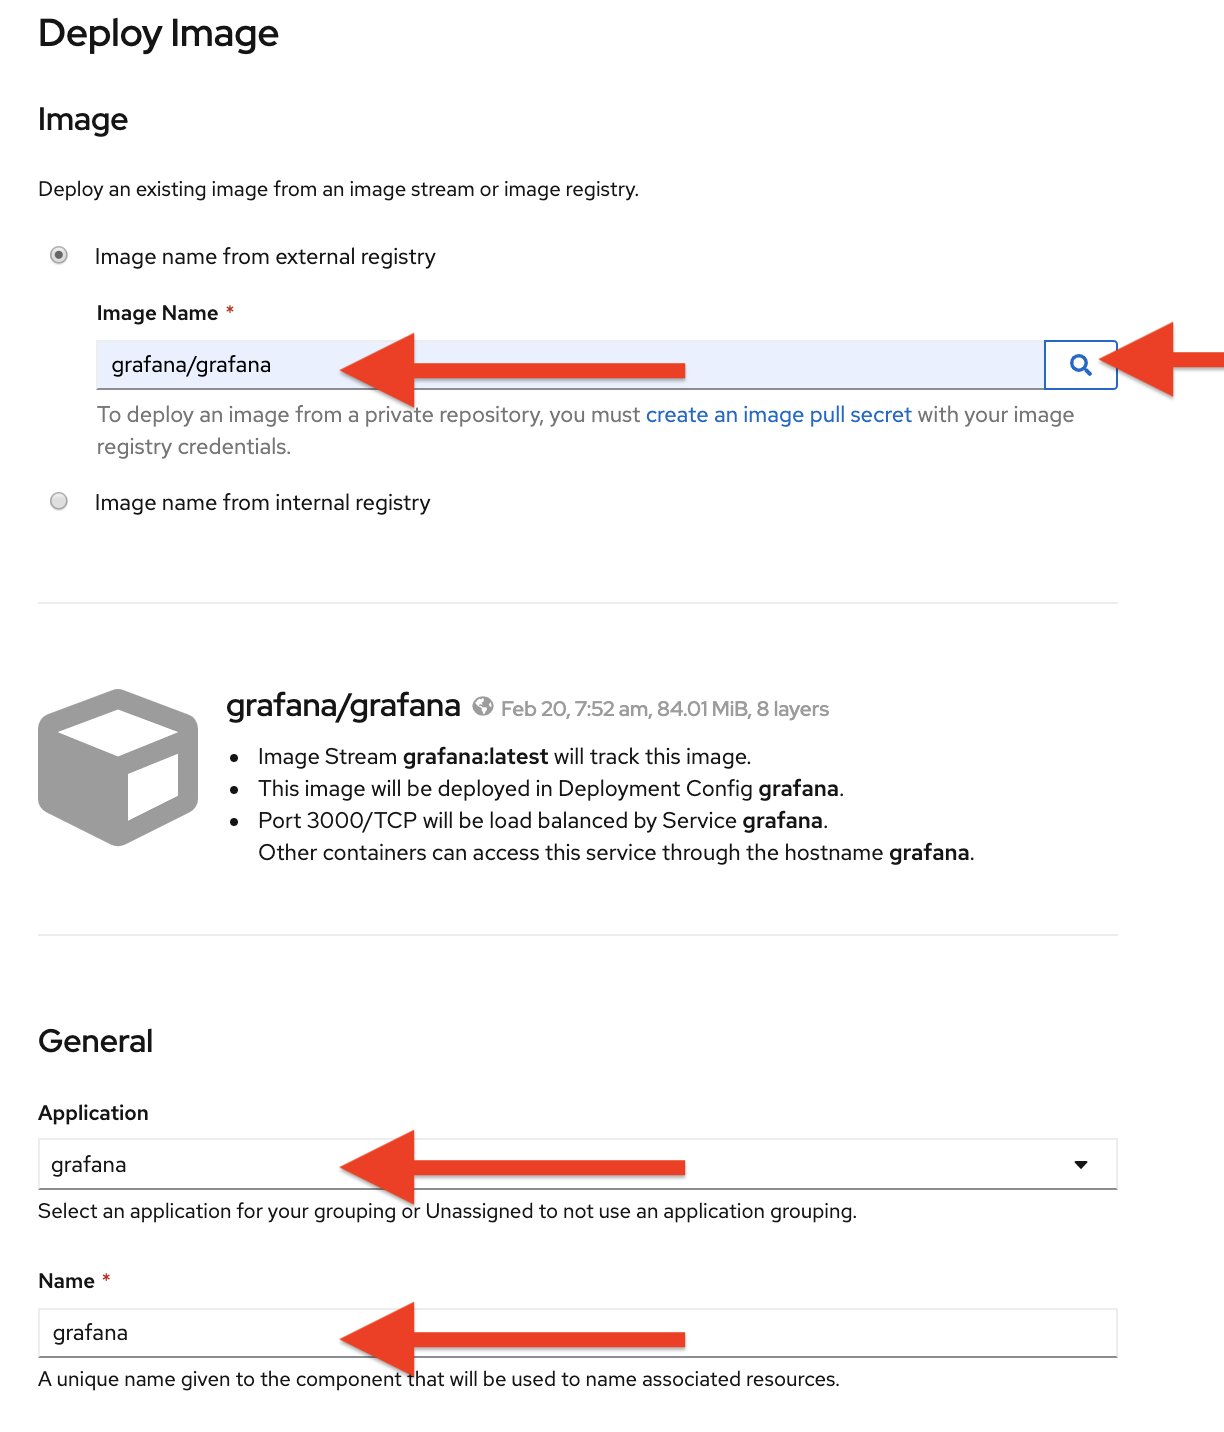 Deploy Image
Image
Deploy an existing image from an image stream or image registry.
Image name from external registry
Image Name *
grafana/grafana
To deploy an image from a private repository, you must create an image pull secret with your image
registry credentials.
Image name from internal registry
grafana/grafana Feb 20, 7:52 am, 84.01 MiB, 8 layers
• Image Stream grafana:latest will track this image.
• This image will be deployed in Deployment Config grafana.
• Port 3000/TCP will be load balanced by Service grafana.
Other containers can access this service through the hostname grafana.
General
Application
grafana
Select an application for your grouping or Unassigned to not use an application grouping.
Name *
grafana
A unique name given to the component that will be used to name associated resources.